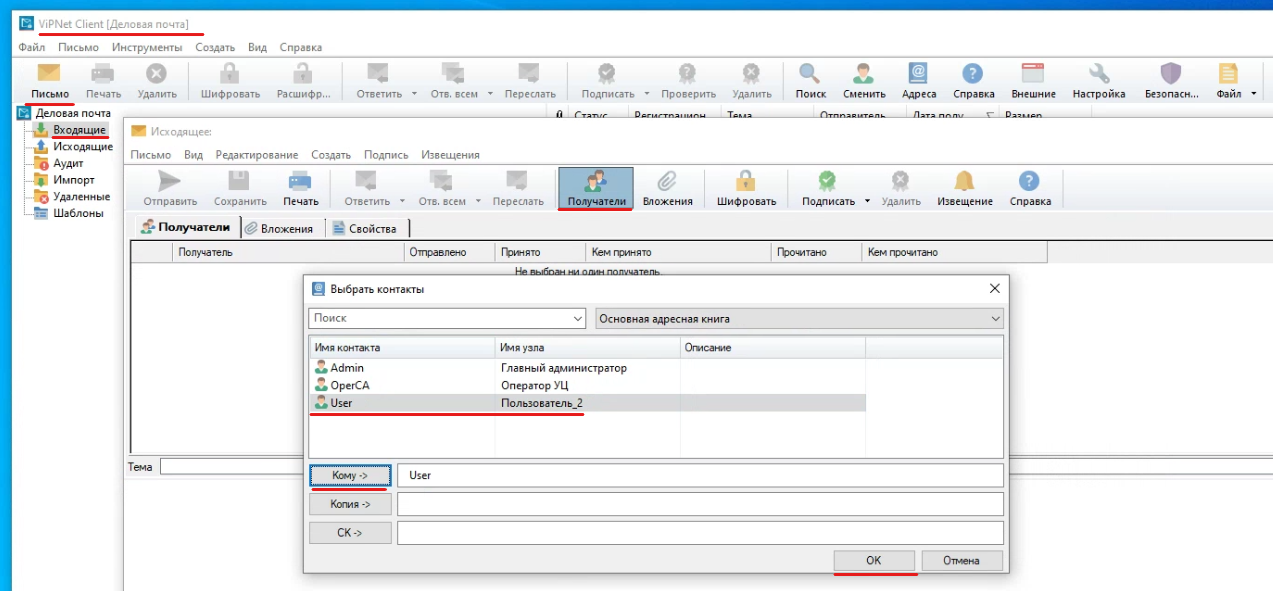 ViPNet Client [Деловая почта]
Файл Письмо Инструменты Создать Вид Справка
Письмо Печать Удалить Шифровать Расшифр... Ответить Отв. всем Переслать Подписать Проверить Удалить Поиск Сменить Адреса Справка Внешние Настройка Безопасн... Файл
Деловая почта
Статус Регистрацион Тема Отправитель Дата полу Размер
Входящие
Исходящие
Аудит
Импорт
Удаленные
Шаблоны
Исходящее:
Письмо Вид Редактирование Создать Подпись Извещения
Отправить Сохранить Печать Ответить Отв. всем Переслать Получатели Вложения Шифровать Подписать Удалить Извещение Справка
Получатели Вложения Свойства
Получатель Отправлено Принято Кем принято Прочитано Кем прочитано
Не выбран ни один получатель.
Выбрать контакты
Поиск Основная адресная книга
Имя контакта Имя узла Описание
Admin Главный администратор
OperCA Оператор УЦ
User Пользователь_2
Тема
Кому -> User
Копия ->
СК ->
OK Отмена